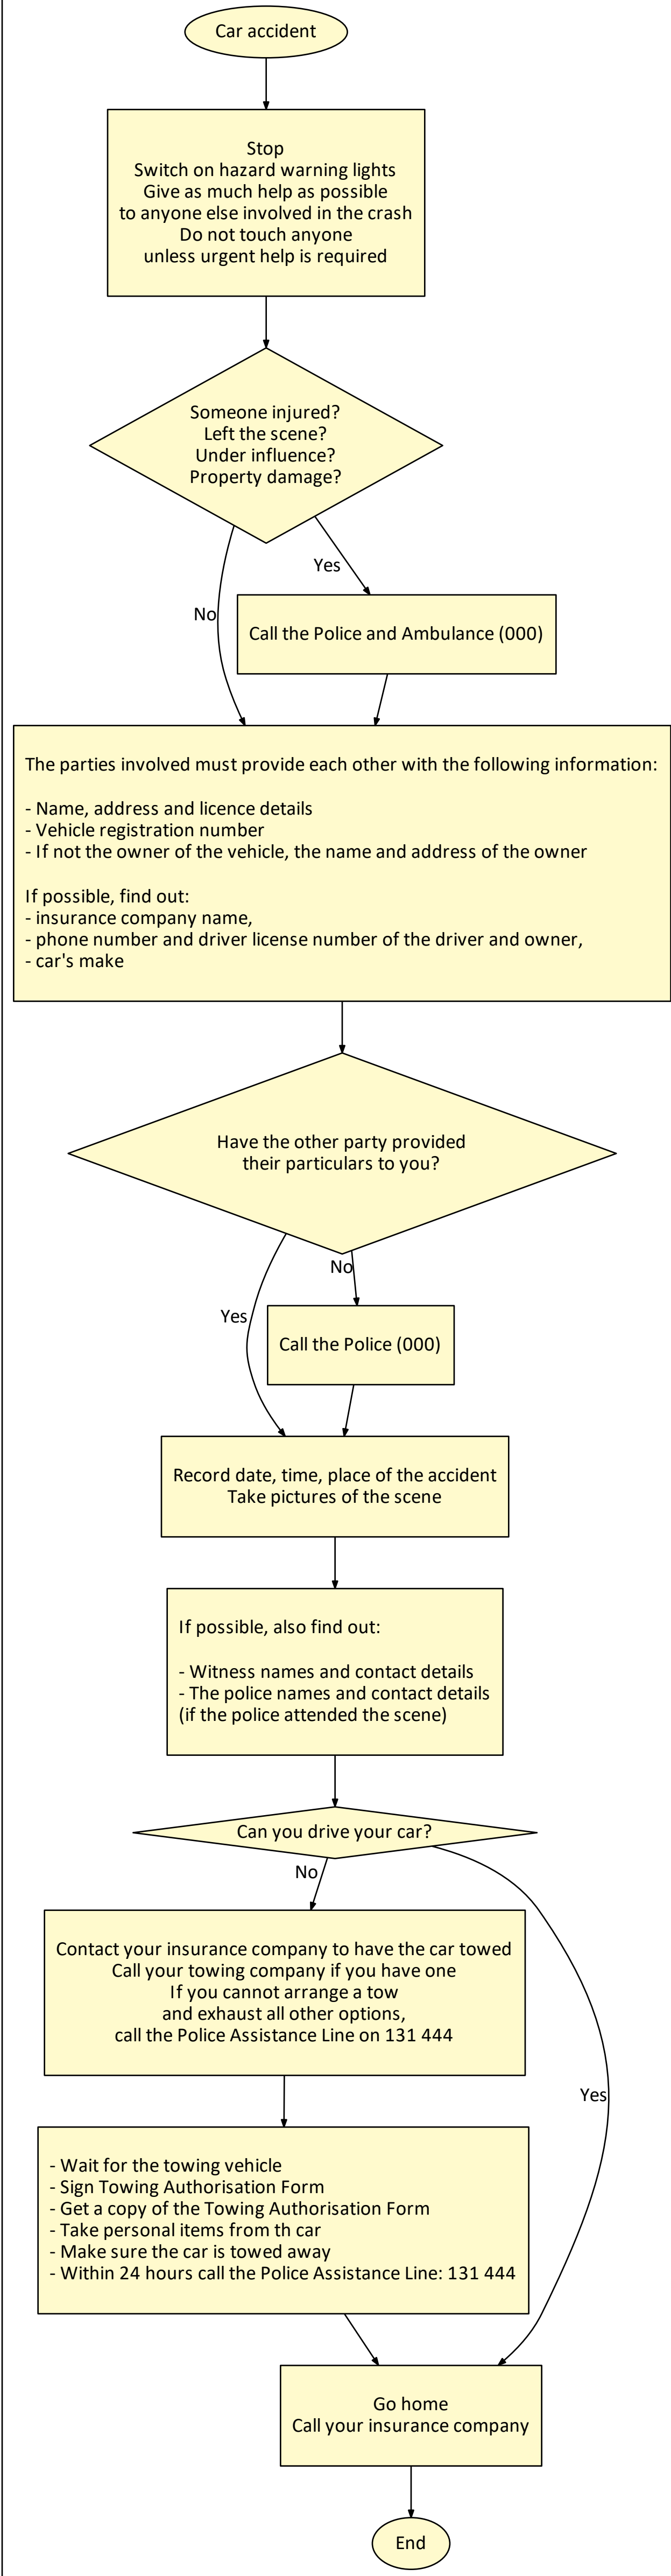 Car accident
Stop
Switch on hazard warning lights
Give as much help as possible
to anyone else involved in the crash
Do not touch anyone
unless urgent help is required
Someone injured?
Left the scene?
Under influence?
Property damage?
Yes
No
Call the Police and Ambulance (000)
The parties involved must provide each other with the following information:
- Name, address and licence details
- Vehicle registration number
- If not the owner of the vehicle, the name and address of the owner
If possible, find out:
- insurance company name,
- phone number and driver license number of the driver and owner,
- car's make
Have the other party provided
their particulars to you?
No
Yes
Call the Police (000)
Record date, time, place of the accident
Take pictures of the scene
If possible, also find out:
- Witness names and contact details
- The police names and contact details
(if the police attended the scene)
Can you drive your car?
No
Contact your insurance company to have the car towed
Call your towing company if you have one
If you cannot arrange a tow
and exhaust all other options,
call the Police Assistance Line on 131 444
Yes
- Wait for the towing vehicle
- Sign Towing Authorisation Form
- Get a copy of the Towing Authorisation Form
- Take personal items from th car
- Make sure the car is towed away
- Within 24 hours call the Police Assistance Line: 131 444
Go home
Call your insurance company
End